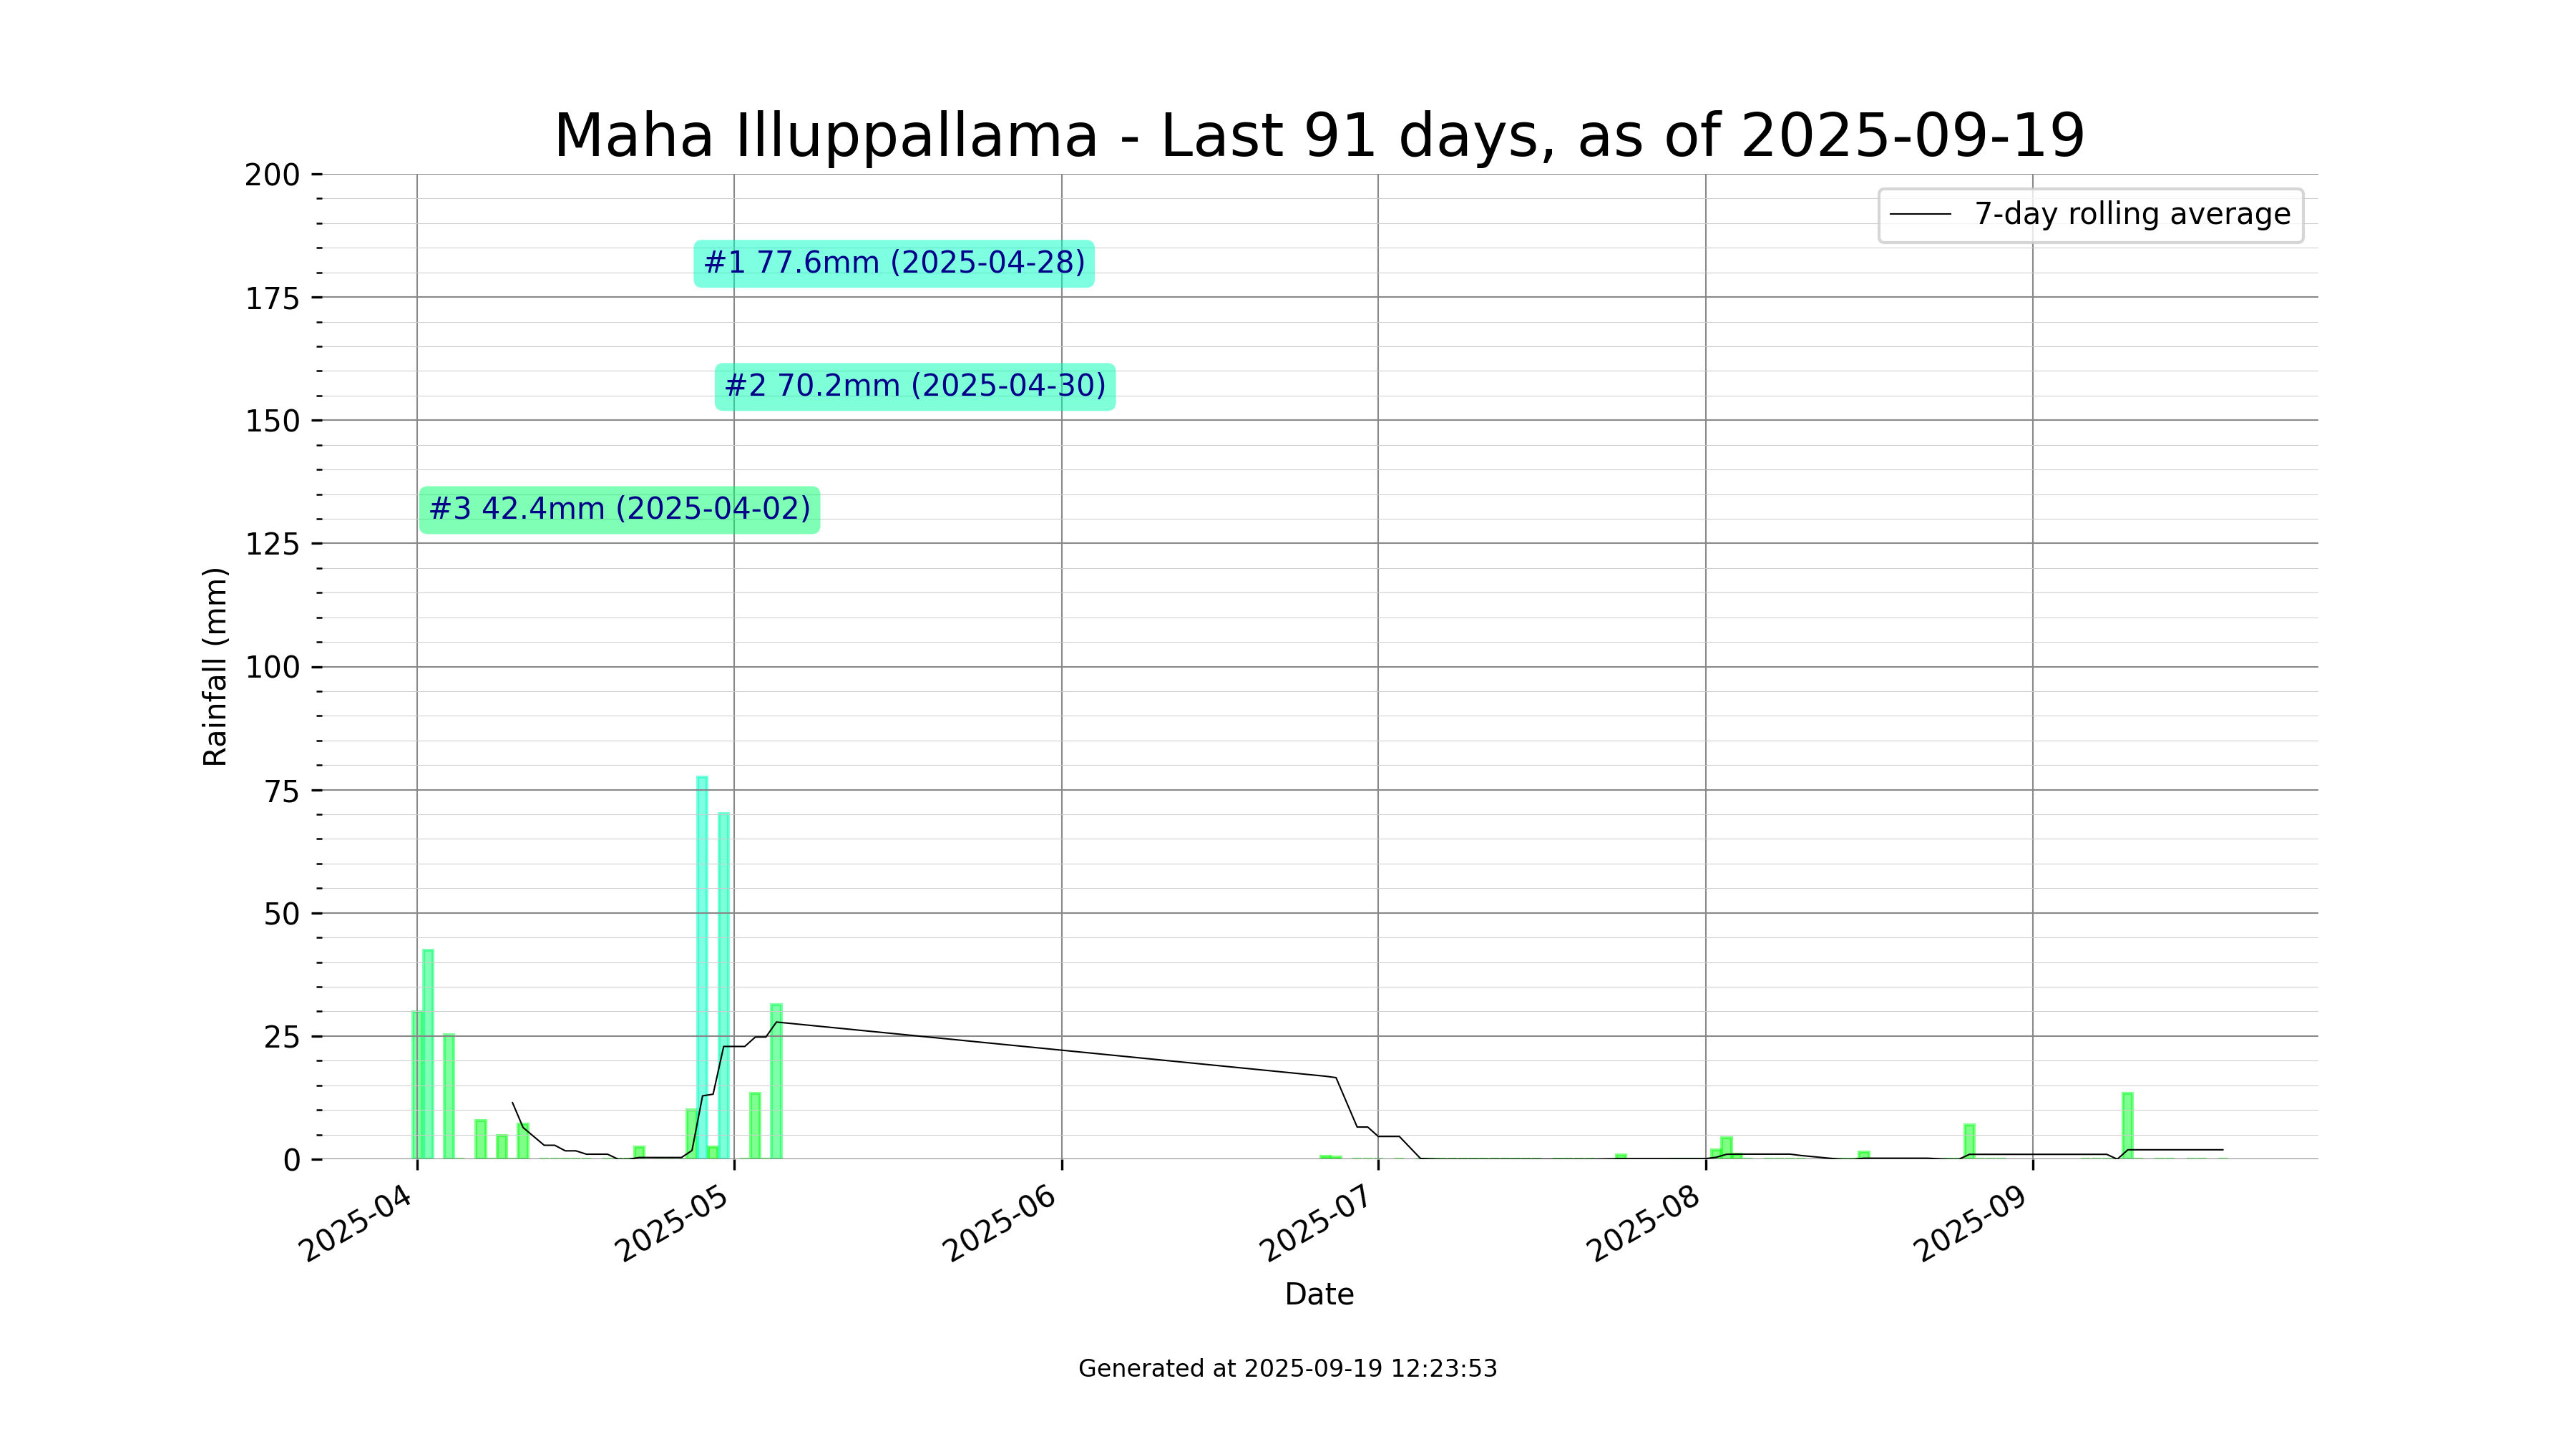 Maha Illuppallama - Last 91 days, as of 2025-09-19
200
175
150
125
100
75
50
25
0
Rainfall (mm)
7-day rolling average
#1 77.6mm (2025-04-28)
#2 70.2mm (2025-04-30)
#3 42.4mm (2025-04-02)
2025-04
2025-05
2025-06
2025-07
2025-08
2025-09
Date
Generated at 2025-09-19 12:23:53